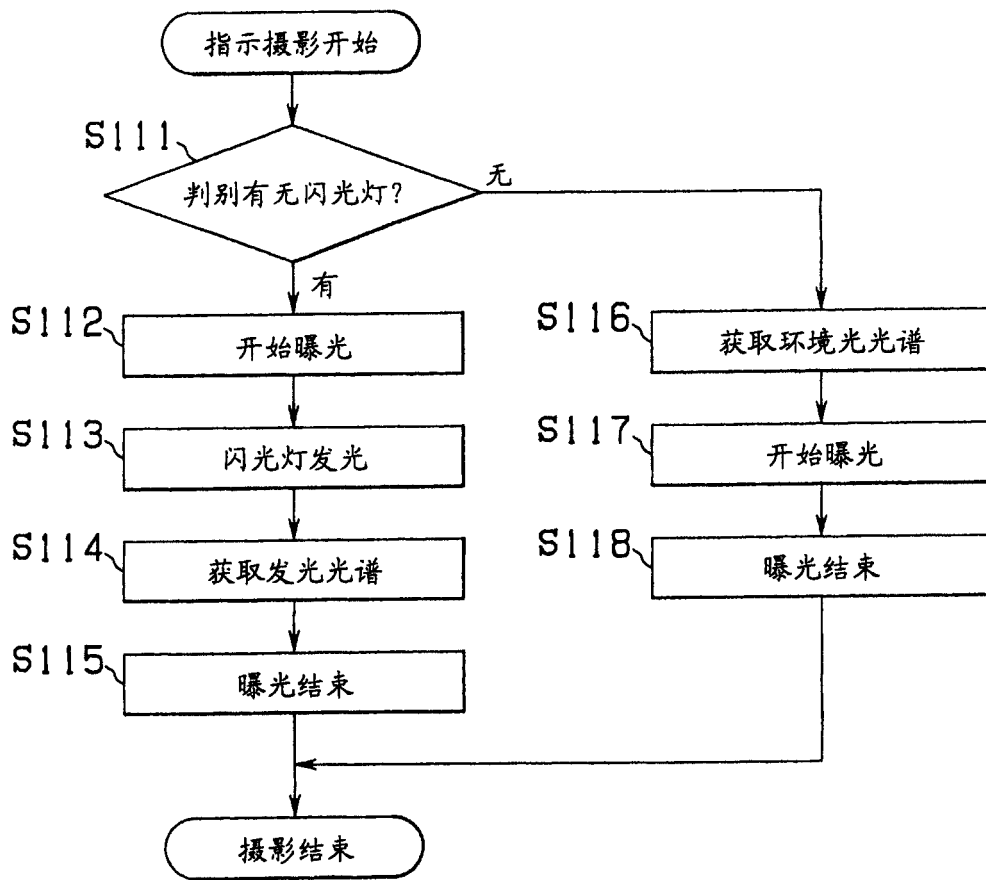 指示摄影开始
S111
判别有无闪光灯?
无
有
S112
开始曝光
S113
闪光灯发光
S114
获取发光光谱
S115
曝光结束
S116
获取环境光光谱
S117
开始曝光
S118
曝光结束
摄影结束